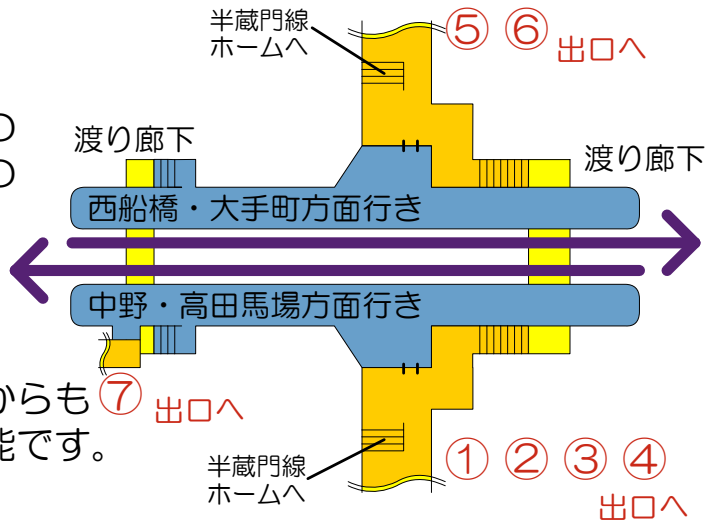 半蔵門線
ホームへ
⑤ ⑥ 出口へ
渡り廊下
渡り廊下
西船橋・大手町方面行き
中野・高田馬場方面行き
からも
能です。
⑦ 出口へ
半蔵門線
ホームへ
① ② ③ ④
出口へ